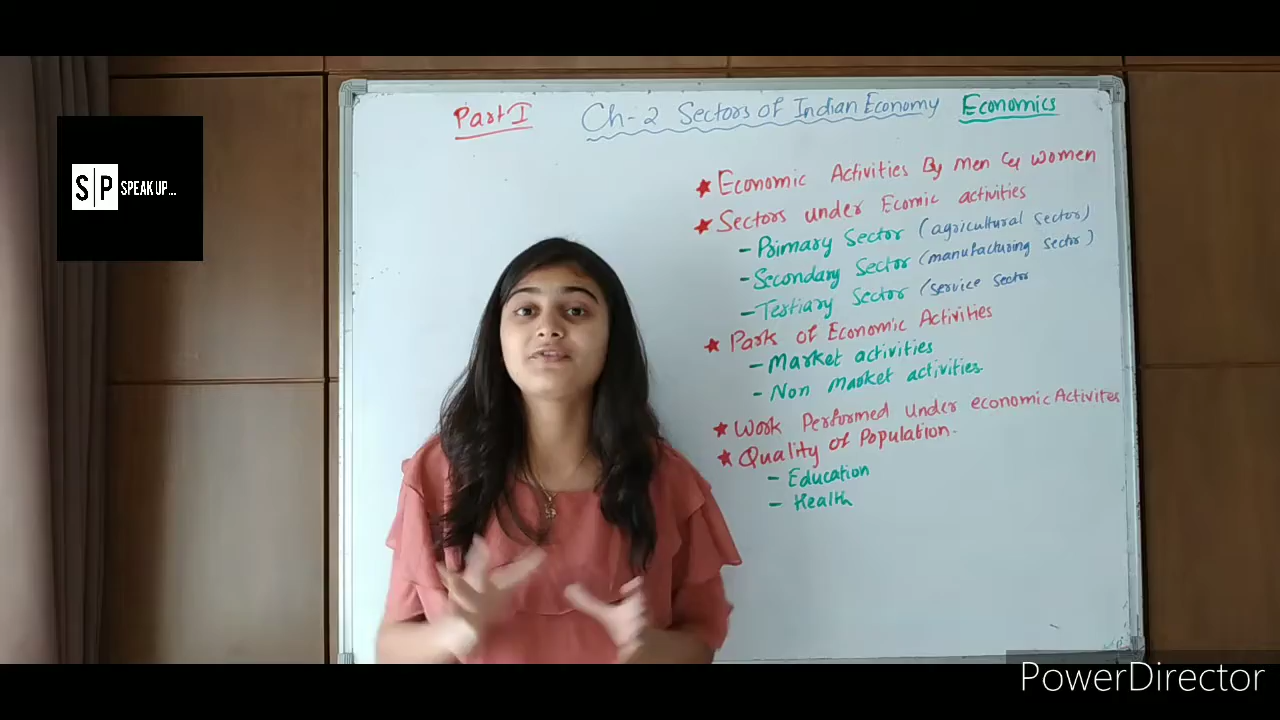 Part I Ch-2 Sectors of Indian Economy Economics
S|P SPEAK UP...
★ Economic Activities By Men & women
★ Sectors under Ecomic activities
- Primary Sector (agricultural sector)
- Secondary Sector (manufacturing sector)
- Tertiary Sector (service sector
★ Parts of Economic Activities
- Market activities
- Non Market activities
★ Work Performed Under economic Activites
★ Quality of Population.
- Education
- Health
PowerDirector